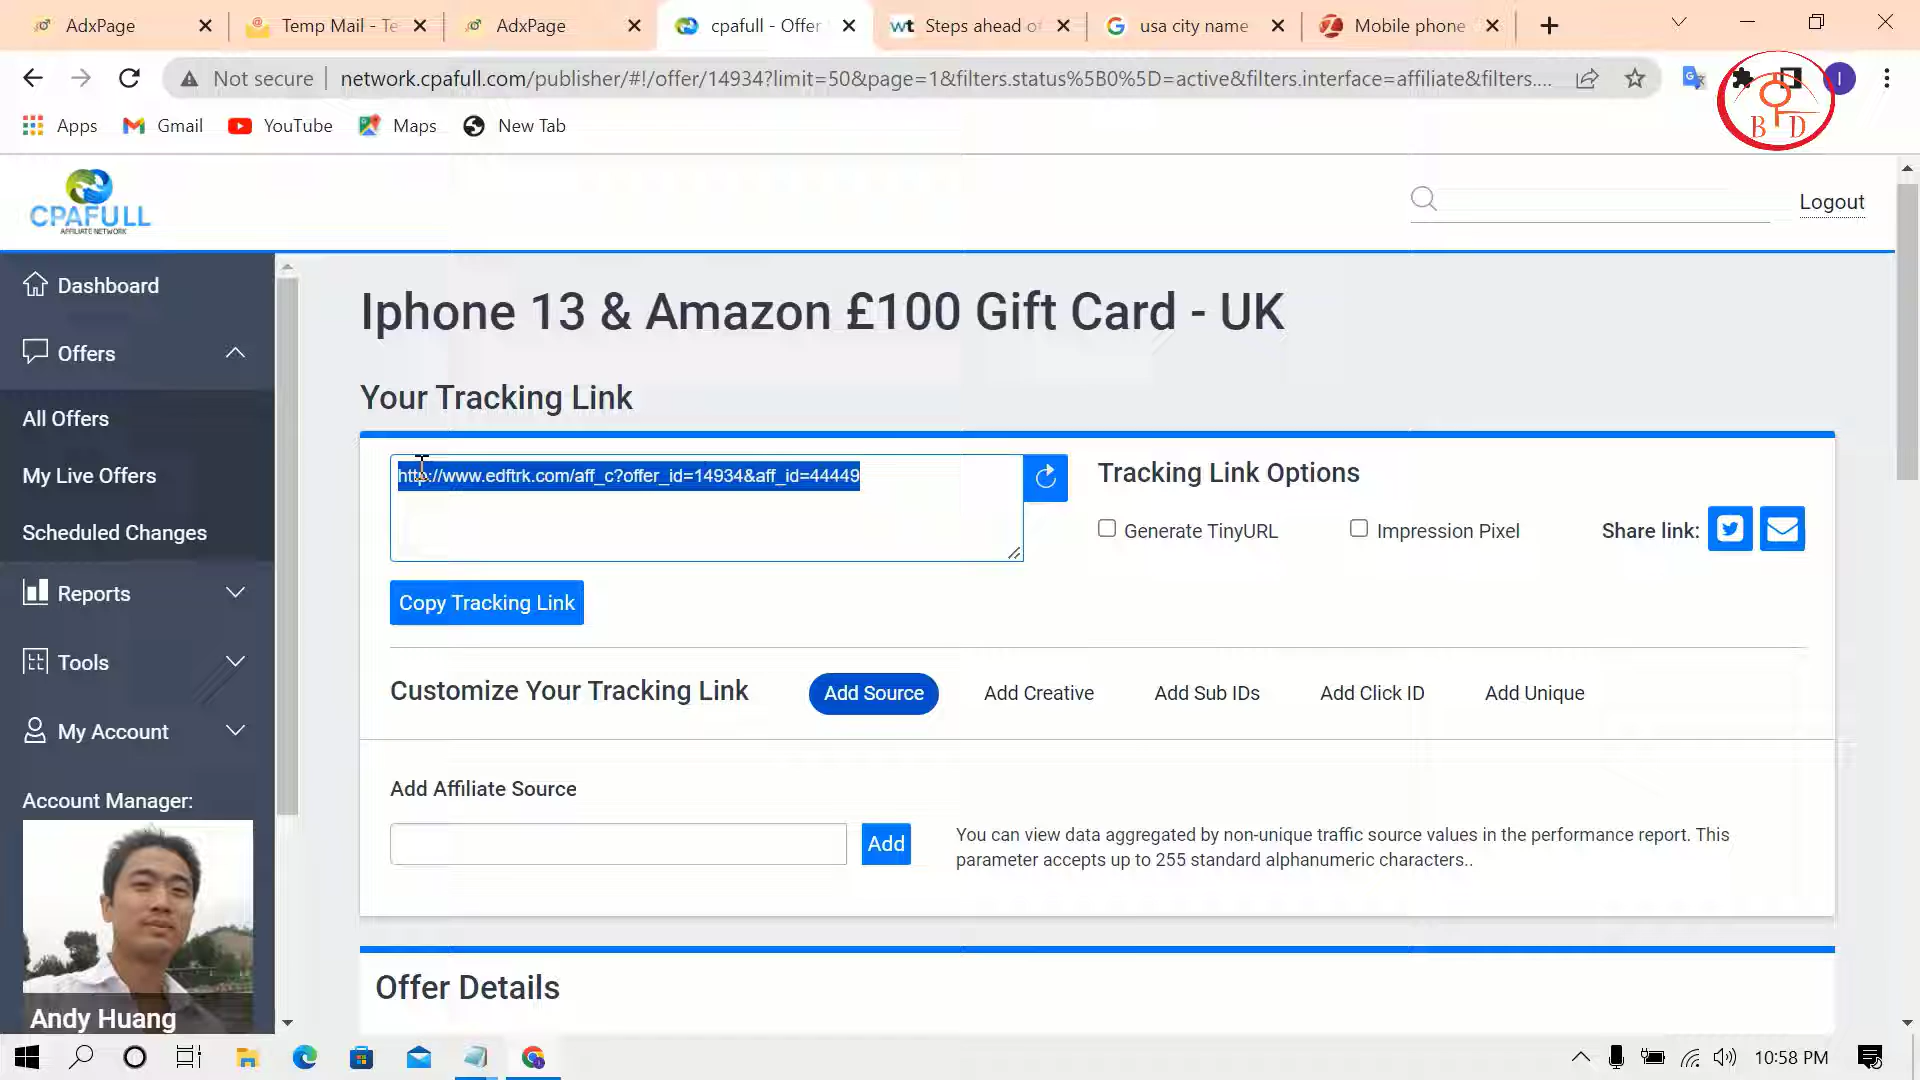 AdxPage
Temp Mail - Te
AdxPage
cpafull - Offer
wt Steps ahead of
usa city name
Mobile phone
Not secure
network.cpafull.com/publisher/#!/offer/14934?limit=50&page=1&filters.status%5B0%5D=active&filters.interface=affiliate&filters....
I
Apps
Gmail
YouTube
Maps
New Tab
B D
CPAFULL
AFFILIATE NETWORK
Logout
Dashboard
Offers
All Offers
My Live Offers
Scheduled Changes
Reports
Tools
My Account
Account Manager:
Andy Huang
Iphone 13 & Amazon £100 Gift Card - UK
Your Tracking Link
http://www.edftrk.com/aff_c?offer_id=14934&aff_id=44449
Copy Tracking Link
Tracking Link Options
Generate TinyURL
Impression Pixel
Share link:
Customize Your Tracking Link
Add Source
Add Creative
Add Sub IDs
Add Click ID
Add Unique
Add Affiliate Source
Add
You can view data aggregated by non-unique traffic source values in the performance report. This
parameter accepts up to 255 standard alphanumeric characters..
Offer Details
10:58 PM